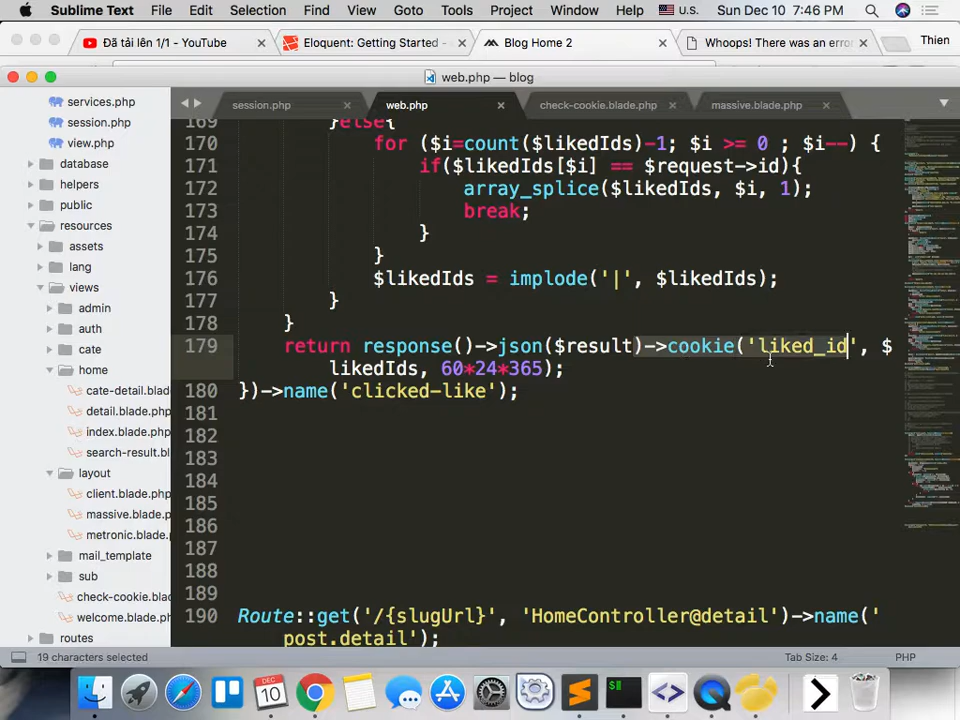 Sublime Text File Edit Selection Find View Goto Tools Project Window Help U.S. Sun Dec 10 7:46 PM
Đã tải lên 1/1 - YouTube × Eloquent: Getting Started - × Blog Home 2 × Whoops! There was an erro × Thien
web.php — blog
session.php × web.php × check-cookie.blade.php × massive.blade.php ×
services.php
session.php
view.php
database
helpers
public
resources
assets
lang
views
admin
auth
cate
home
cate-detail.blade.php
detail.blade.php
index.blade.php
search-result.blade
layout
client.blade.php
massive.blade.php
metronic.blade.php
mail_template
sub
check-cookie.blade.php
welcome.blade.php
routes
169 }else{
170 for ($i=count($likedIds)-1; $i >= 0 ; $i--) {
171 if($likedIds[$i] == $request->id){
172 array_splice($likedIds, $i, 1);
173 break;
174 }
175 }
176 $likedIds = implode('|', $likedIds);
177 }
178 }
179 return response()->json($result)->cookie('liked_id', $
likedIds, 60*24*365);
180 })->name('clicked-like');
181
182
183
184
185
186
187
188
189
190 Route::get('/{slugUrl}', 'HomeController@detail')->name('
post.detail');
19 characters selected Tab Size: 4 PHP
DEC
10